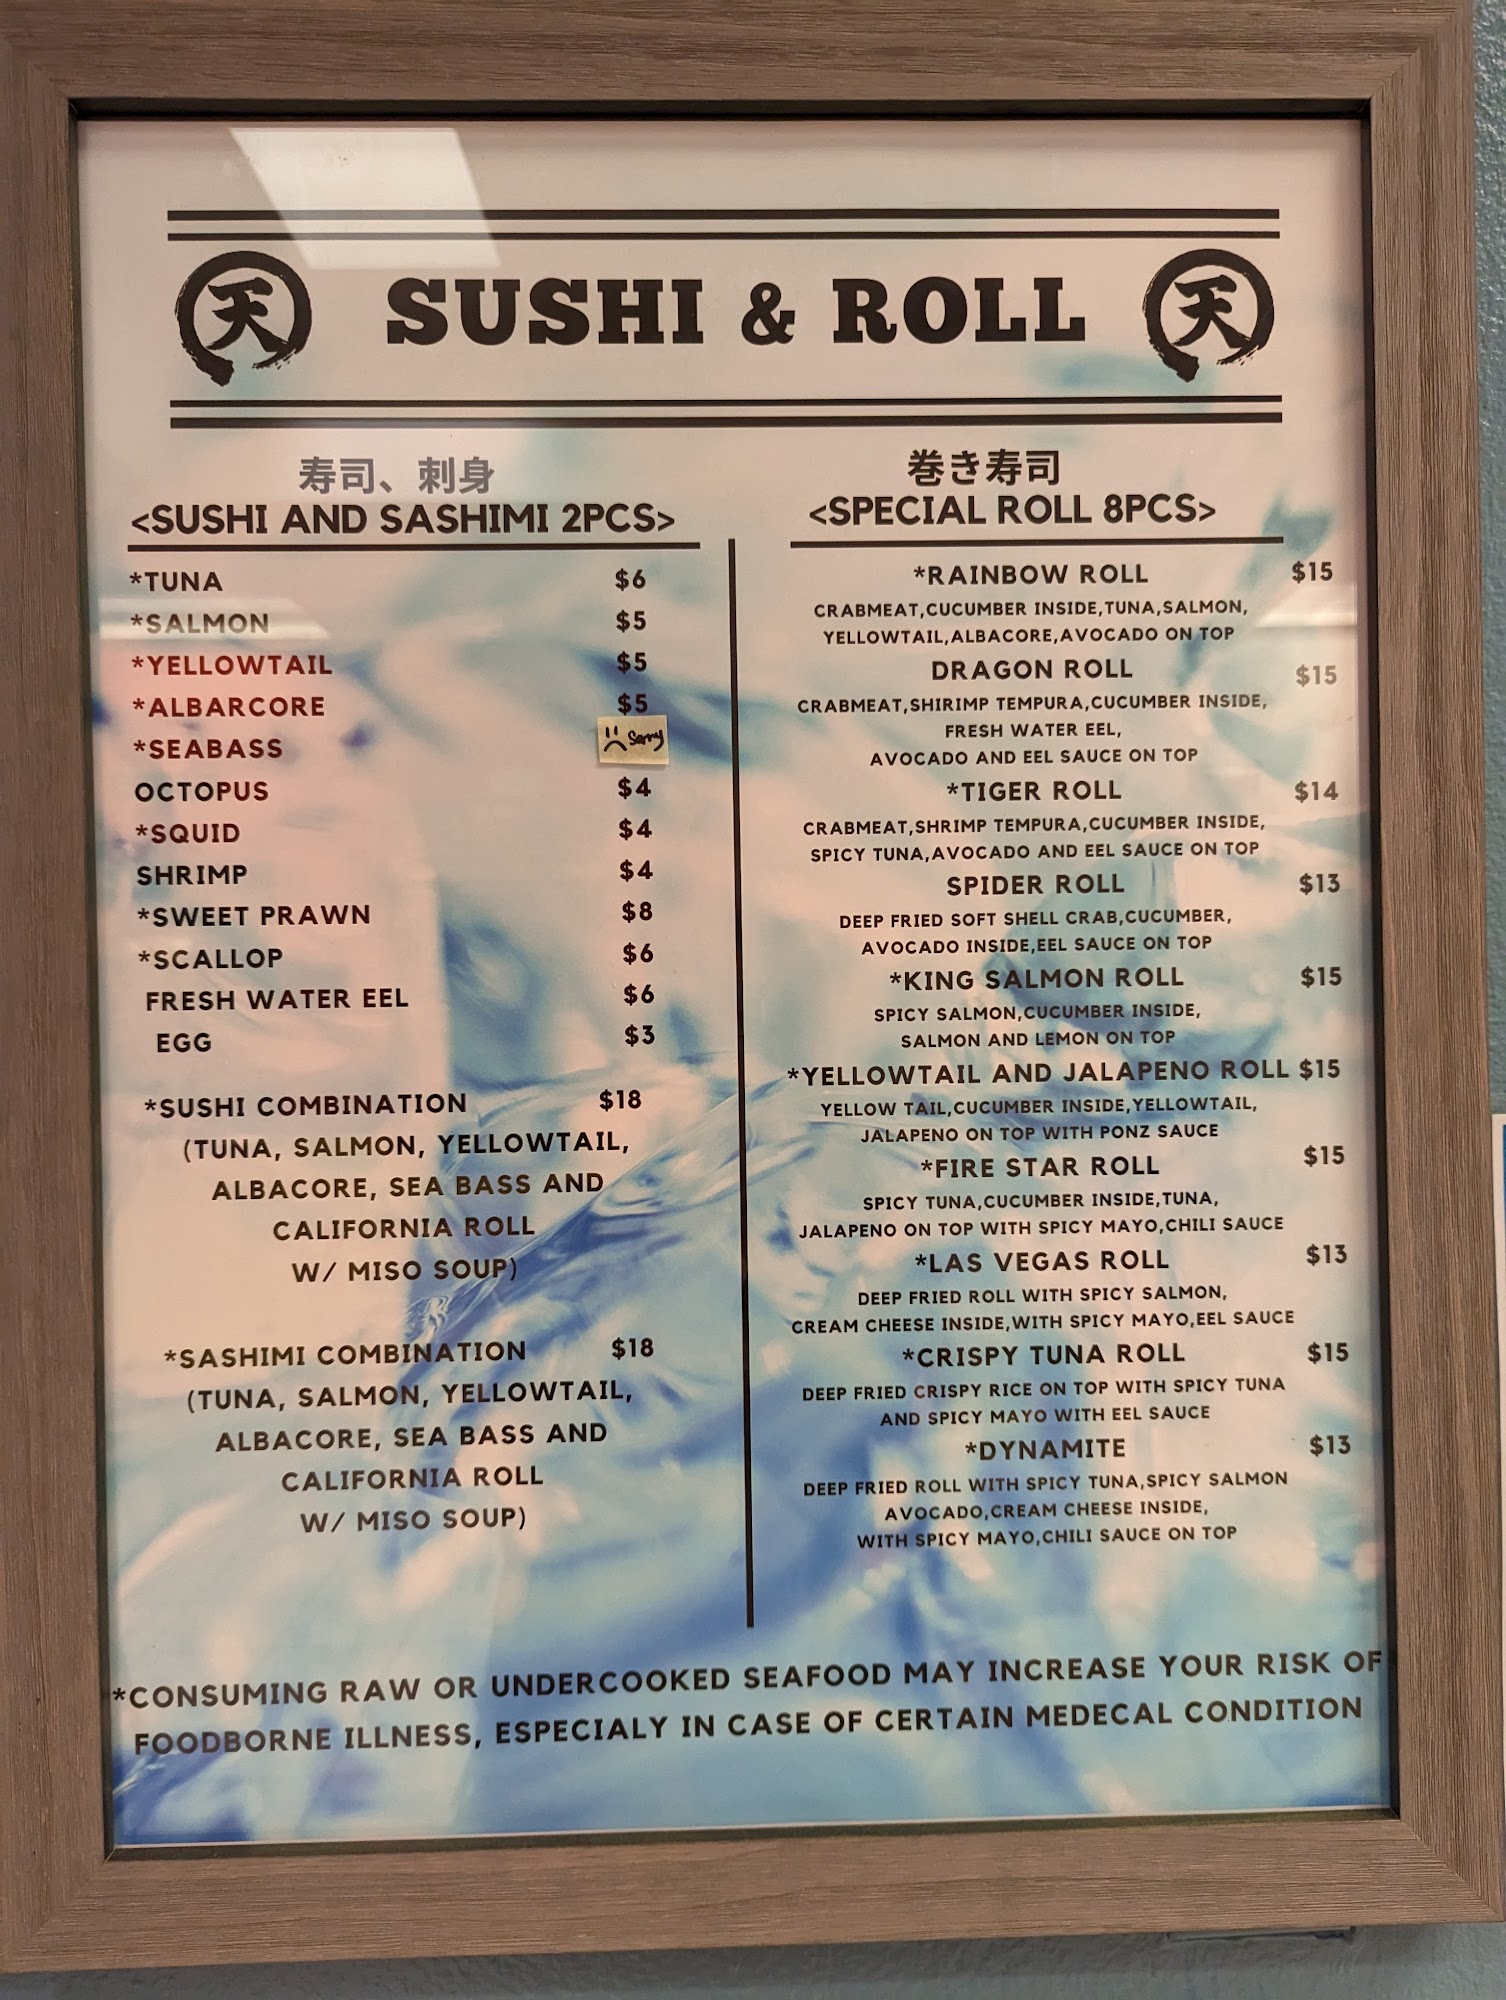 天 SUSHI & ROLL 天
寿司、刺身
<SUSHI AND SASHIMI 2PCS>
*TUNA $6
*SALMON $5
*YELLOWTAIL $5
*ALBARCORE $5
*SEABASS Sorry
OCTOPUS $4
*SQUID $4
SHRIMP $4
*SWEET PRAWN $8
*SCALLOP $6
FRESH WATER EEL $6
EGG $3
*SUSHI COMBINATION $18
(TUNA, SALMON, YELLOWTAIL,
ALBACORE, SEA BASS AND
CALIFORNIA ROLL
W/ MISO SOUP)
*SASHIMI COMBINATION $18
(TUNA, SALMON, YELLOWTAIL,
ALBACORE, SEA BASS AND
CALIFORNIA ROLL
W/ MISO SOUP)
巻き寿司
<SPECIAL ROLL 8PCS>
*RAINBOW ROLL $15
CRABMEAT,CUCUMBER INSIDE,TUNA,SALMON,
YELLOWTAIL,ALBACORE,AVOCADO ON TOP
DRAGON ROLL $15
CRABMEAT,SHIRIMP TEMPURA,CUCUMBER INSIDE,
FRESH WATER EEL,
AVOCADO AND EEL SAUCE ON TOP
*TIGER ROLL $14
CRABMEAT,SHRIMP TEMPURA,CUCUMBER INSIDE,
SPICY TUNA,AVOCADO AND EEL SAUCE ON TOP
SPIDER ROLL $13
DEEP FRIED SOFT SHELL CRAB,CUCUMBER,
AVOCADO INSIDE,EEL SAUCE ON TOP
*KING SALMON ROLL $15
SPICY SALMON,CUCUMBER INSIDE,
SALMON AND LEMON ON TOP
*YELLOWTAIL AND JALAPENO ROLL $15
YELLOW TAIL,CUCUMBER INSIDE,YELLOWTAIL,
JALAPENO ON TOP WITH PONZ SAUCE
*FIRE STAR ROLL $15
SPICY TUNA,CUCUMBER INSIDE,TUNA,
JALAPENO ON TOP WITH SPICY MAYO,CHILI SAUCE
*LAS VEGAS ROLL $13
DEEP FRIED ROLL WITH SPICY SALMON,
CREAM CHEESE INSIDE,WITH SPICY MAYO,EEL SAUCE
*CRISPY TUNA ROLL $15
DEEP FRIED CRISPY RICE ON TOP WITH SPICY TUNA
AND SPICY MAYO WITH EEL SAUCE
*DYNAMITE $13
DEEP FRIED ROLL WITH SPICY TUNA,SPICY SALMON
AVOCADO,CREAM CHEESE INSIDE,
WITH SPICY MAYO,CHILI SAUCE ON TOP
*CONSUMING RAW OR UNDERCOOKED SEAFOOD MAY INCREASE YOUR RISK OF
FOODBORNE ILLNESS, ESPECIALY IN CASE OF CERTAIN MEDECAL CONDITION